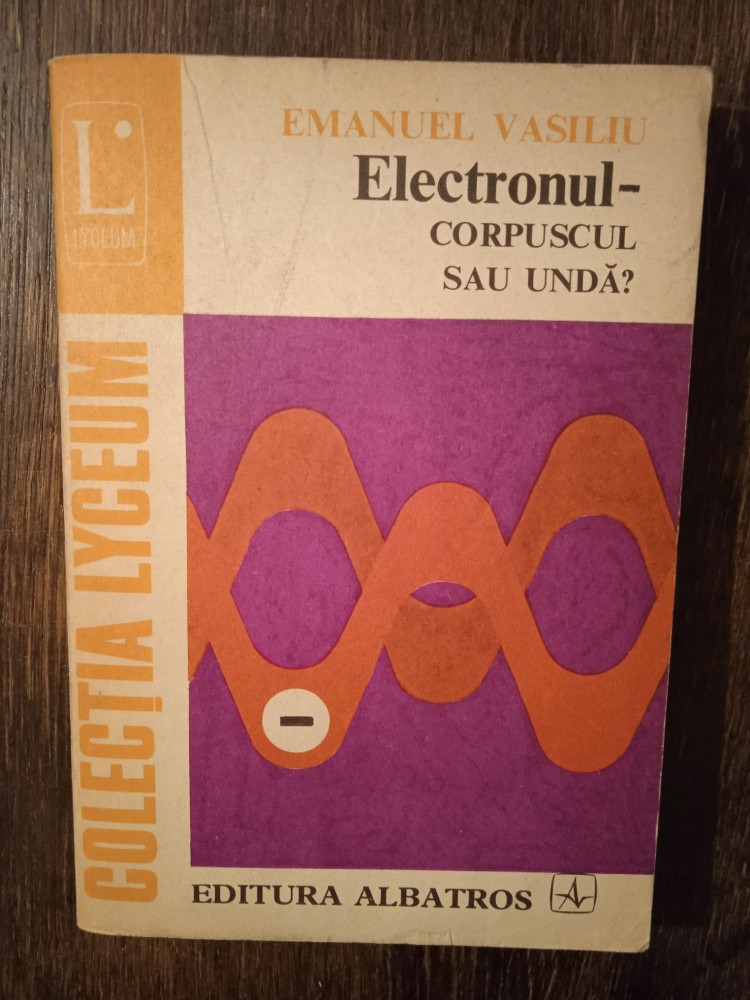 L
LYCEUM
EMANUEL VASILIU
Electronul-
CORPUSCUL
SAU UNDĂ?
COLECȚIA LYCEUM
EDITURA ALBATROS